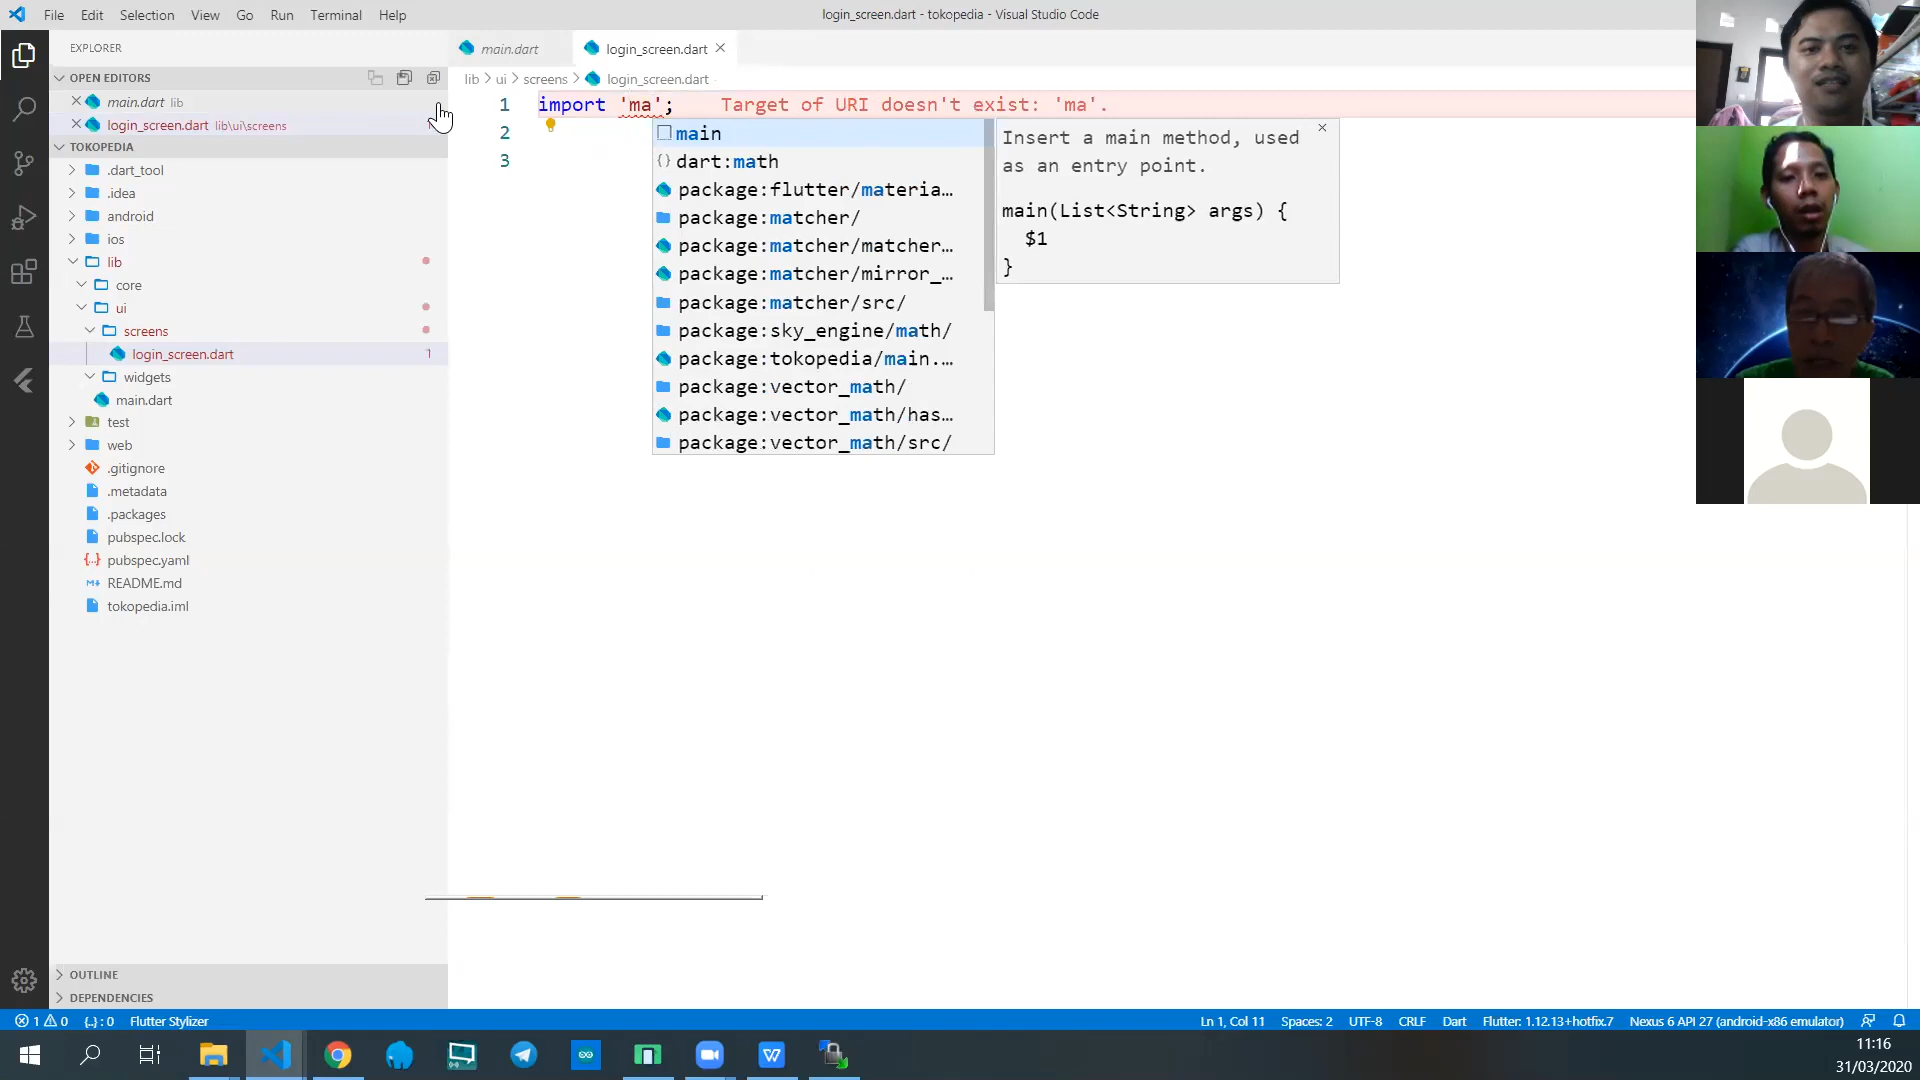 File Edit Selection View Go Run Terminal Help
login_screen.dart - tokopedia - Visual Studio Code
EXPLORER
OPEN EDITORS
main.dart lib
login_screen.dart lib\ui\screens
TOKOPEDIA
.dart_tool
.idea
android
ios
lib
core
ui
screens
login_screen.dart 1
widgets
main.dart
test
web
.gitignore
.metadata
.packages
pubspec.lock
pubspec.yaml
README.md
tokopedia.iml
OUTLINE
DEPENDENCIES
main.dart
login_screen.dart
lib > ui > screens > login_screen.dart
1 import 'ma'; Target of URI doesn't exist: 'ma'.
2
3
main
dart:math
package:flutter/materia…
package:matcher/
package:matcher/matcher…
package:matcher/mirror_…
package:matcher/src/
package:sky_engine/math/
package:tokopedia/main.…
package:vector_math/
package:vector_math/has…
package:vector_math/src/
Insert a main method, used
as an entry point.
main(List<String> args) {
$1
}
1 0 {..} : 0 Flutter Stylizer
Ln 1, Col 11 Spaces: 2 UTF-8 CRLF Dart Flutter: 1.12.13+hotfix.7 Nexus 6 API 27 (android-x86 emulator)
11:16
31/03/2020